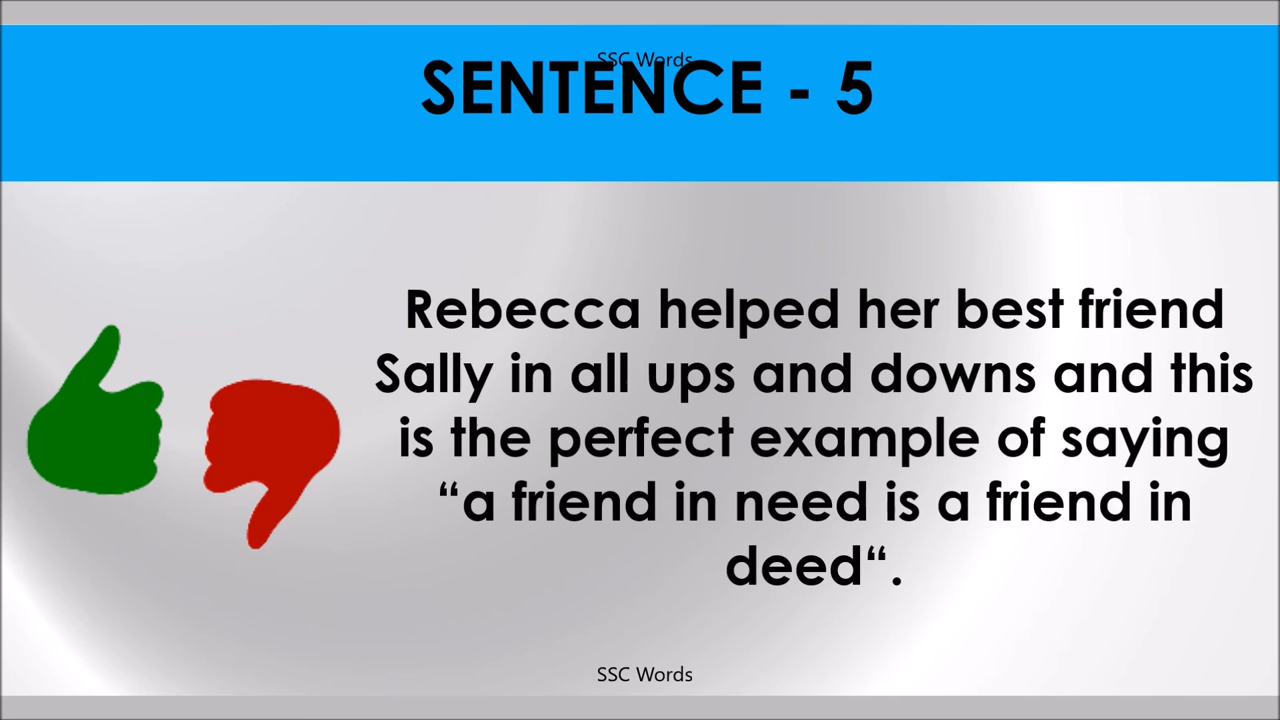 SSC Words
SENTENCE - 5
Rebecca helped her best friend
Sally in all ups and downs and this
is the perfect example of saying
“a friend in need is a friend in
deed“.
SSC Words